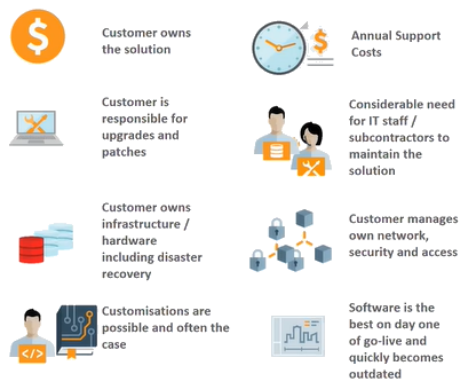 Customer owns
the solution
Annual Support
Costs
Customer is
responsible for
upgrades and
patches
Considerable need
for IT staff /
subcontractors to
maintain the
solution
Customer owns
infrastructure /
hardware
including disaster
recovery
Customer manages
own network,
security and access
Customisations are
possible and often the
case
Software is the
best on day one
of go-live and
quickly becomes
outdated